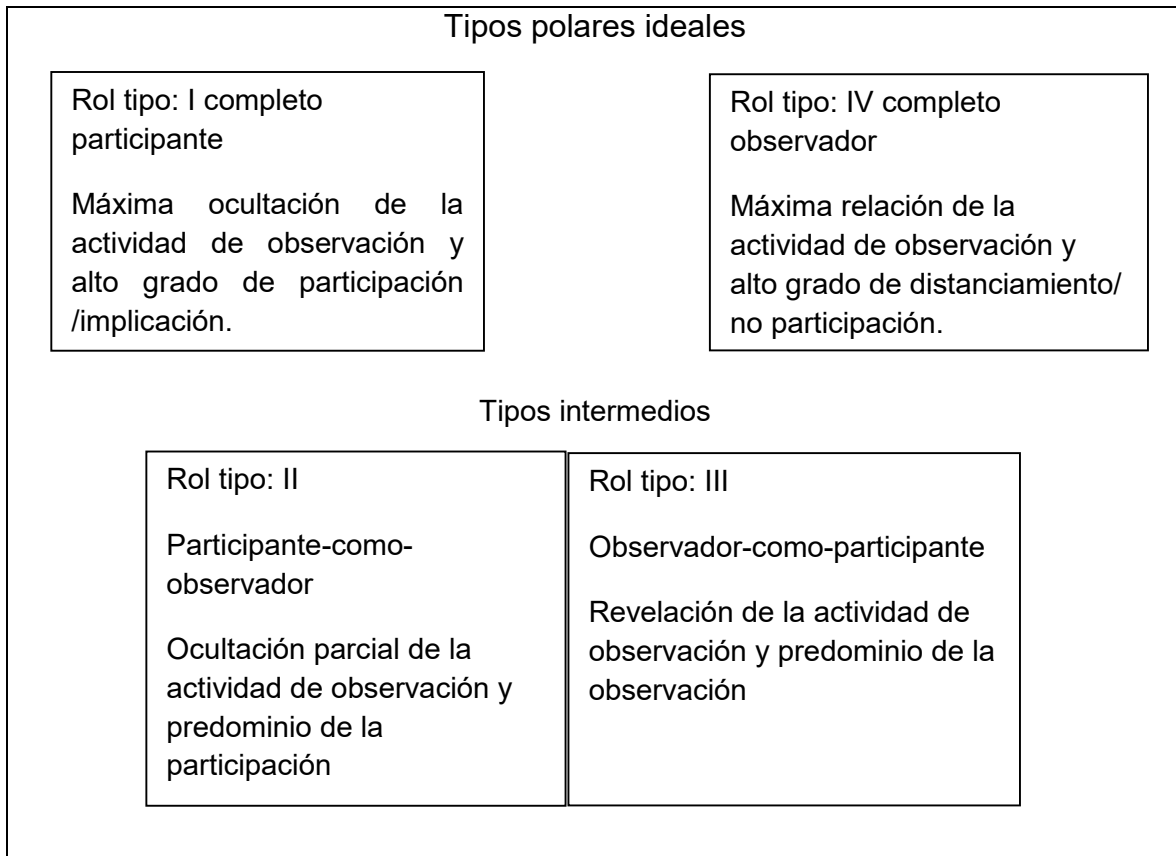 Tipos polares ideales
Rol tipo: I completo
participante
Máxima ocultación de la
actividad de observación y
alto grado de participación
/implicación.
Rol tipo: IV completo
observador
Máxima relación de la
actividad de observación y
alto grado de distanciamiento/
no participación.
Tipos intermedios
Rol tipo: II
Participante-como-
observador
Ocultación parcial de la
actividad de observación y
predominio de la
participación
Rol tipo: III
Observador-como-participante
Revelación de la actividad de
observación y predominio de la
observación